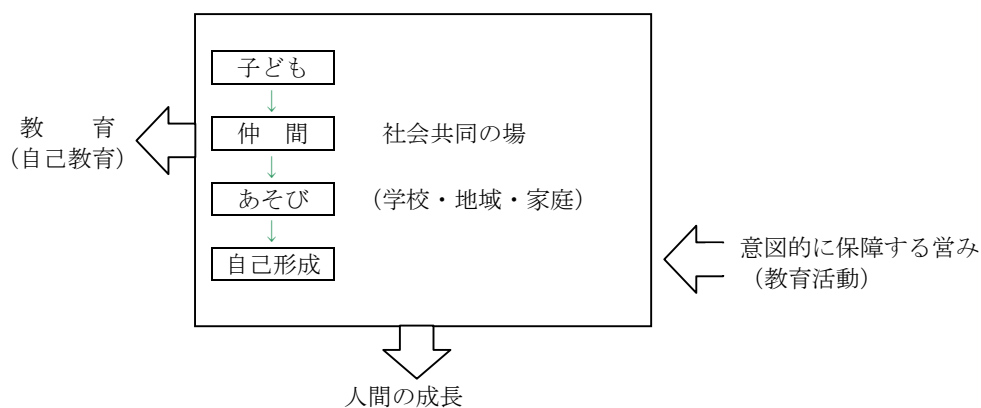 子ども
↓
教　　育
仲　間
社会共同の場
（自己教育）
↓
あそび
（学校・地域・家庭）
↓
自己形成
意図的に保障する営み
（教育活動）
人間の成長